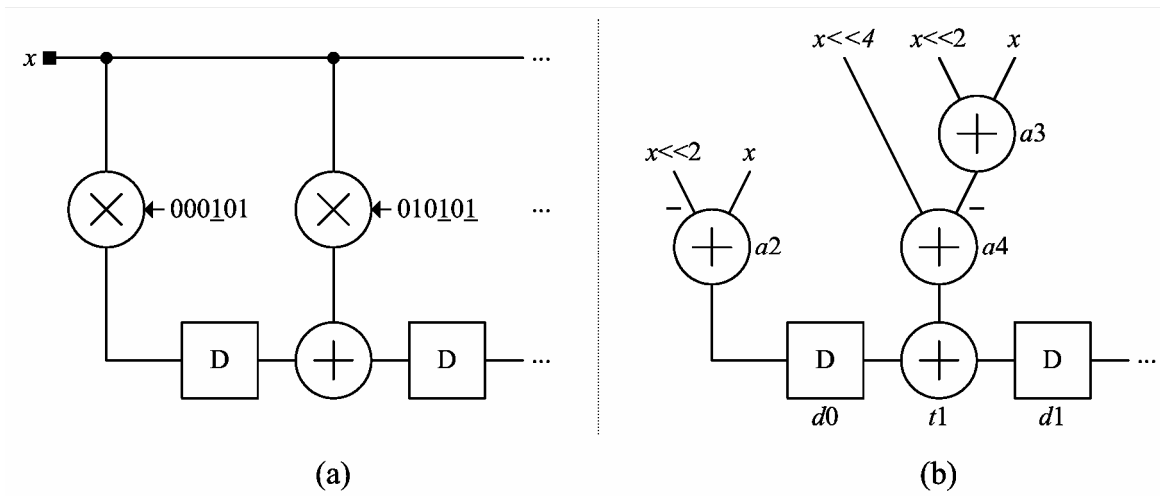 x
...
000101
010101
...
D
D
...
(a)
x<<4
x<<2
x
a3
x<<2
x
–
–
a2
a4
D
D
...
d0
t1
d1
(b)